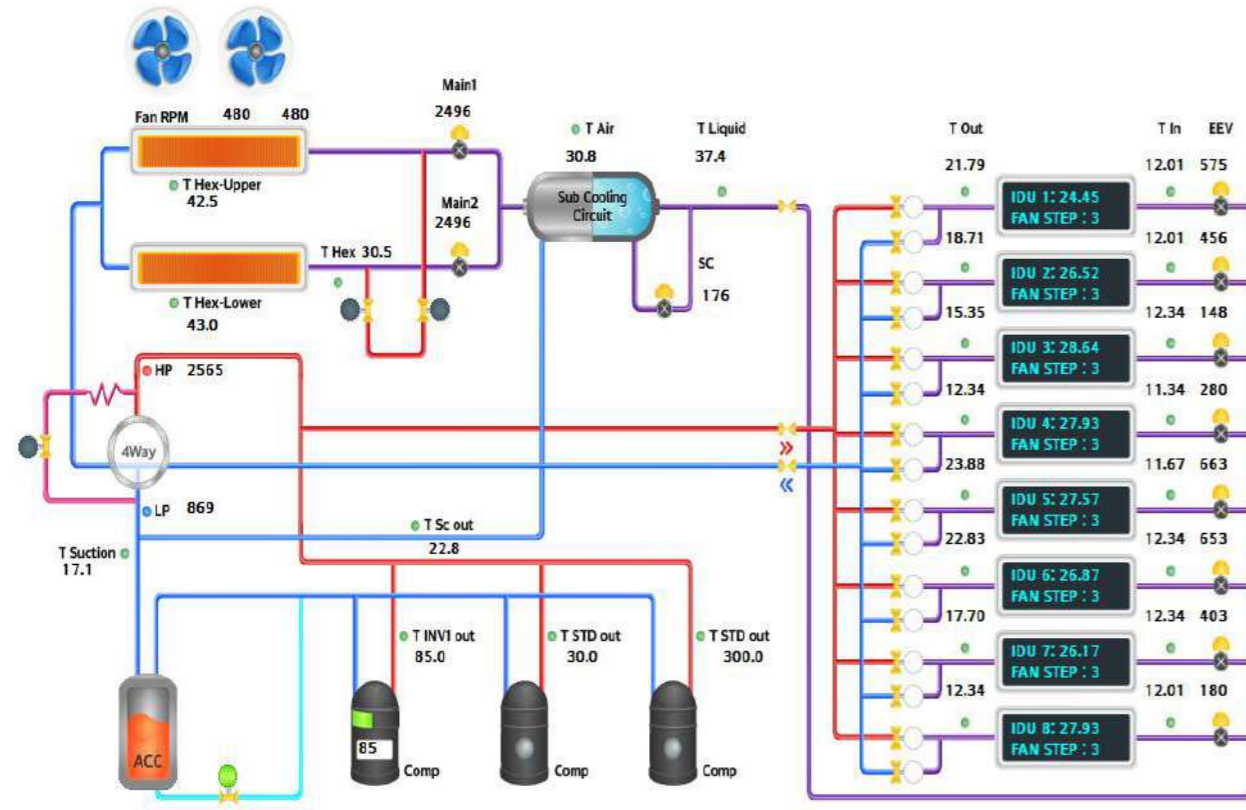 Fan RPM 480 480
T Hex-Upper
42.5
T Hex-Lower
43.0
T Hex 30.5
Main1
2496
Main2
2496
T Air
30.8
Sub Cooling
Circuit
T Liquid
37.4
SC
176
HP 2565
4Way
LP 869
T Suction
17.1
T Sc out
22.8
T INV1 out
85.0
T STD out
30.0
T STD out
300.0
ACC
85
Comp
Comp
Comp
T Out T In EEV
21.79 12.01 575
IDU 1: 24.45
FAN STEP : 3
18.71 12.01 456
IDU 2: 26.52
FAN STEP : 3
15.35 12.34 148
IDU 3: 28.64
FAN STEP : 3
12.34 11.34 280
IDU 4: 27.93
FAN STEP : 3
23.88 11.67 663
IDU 5: 27.57
FAN STEP : 3
22.83 12.34 653
IDU 6: 26.87
FAN STEP : 3
17.70 12.34 403
IDU 7: 26.17
FAN STEP : 3
12.34 12.01 180
IDU 8: 27.93
FAN STEP : 3